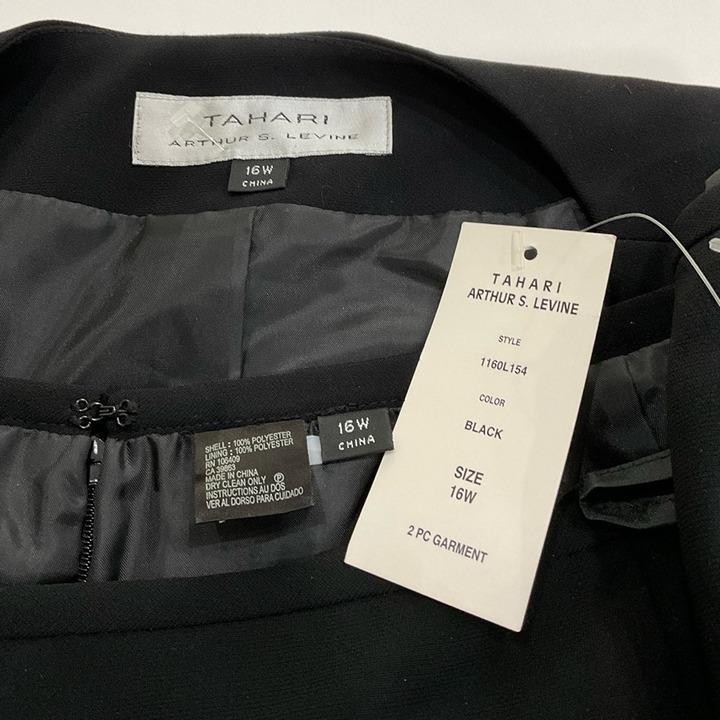 TAHARI
ARTHUR S. LEVINE
16W
CHINA
TAHARI
ARTHUR S. LEVINE
STYLE
1160L154
COLOR
BLACK
SIZE
16W
2 PC GARMENT
16W
CHINA
SHELL: 100% POLYESTER
LINING: 100% POLYESTER
RN 106409
CA 39863
MADE IN CHINA
DRY CLEAN ONLY P
INSTRUCTIONS AU DOS
VER AL DORSO PARA CUIDADO